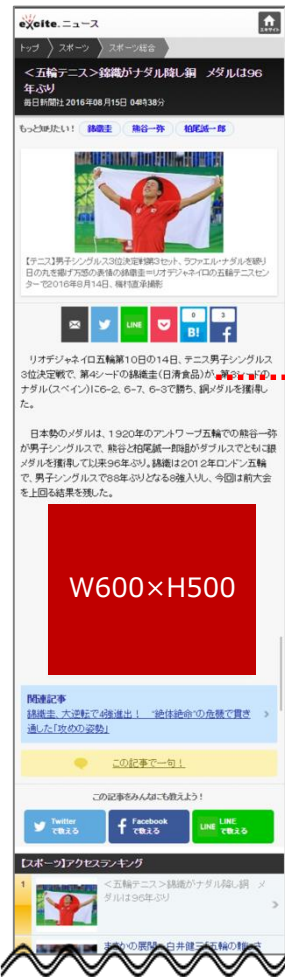 excite.ニュース
エキサイト
トップ
スポーツ
スポーツ総合
＜五輪テニス＞錦織がナダル降し銅　メダルは96
年ぶり
毎日新聞社 2016年08月15日 04時38分
もっと知りたい！
錦織圭
熊谷一弥
柏尾誠一郎
【テニス】男子シングルス3位決定戦第3セット、ラファエル・ナダルを破り
日の丸を掲げ万感の表情の錦織圭＝リオデジャネイロの五輪テニスセン
ターで2016年8月14日、梅村直承撮影
LINE
0
B!
3
リオデジャネイロ五輪第10日の14日、テニス男子シングルス
3位決定戦で、第4シードの錦織圭（日清食品）が、第3シードの
ナダル（スペイン）に6－2、6－7、6－3で勝ち、銅メダルを獲得し
た。
日本勢のメダルは、1920年のアントワープ五輪での熊谷一弥
が男子シングルスで、熊谷と柏尾誠一郎組がダブルスでともに銀
メダルを獲得して以来96年ぶり。錦織は2012年ロンドン五輪
で、男子シングルスで88年ぶりとなる8強入りし、今回は前大会
を上回る結果を残した。
W600×H500
関連記事
錦織圭、大逆転で4強進出！　“絶体絶命”の危機で貫き
通した「攻めの姿勢」
この記事で一句！
この記事をみんなにも教えよう！
Twitter
で教える
Facebook
で教える
LINE
LINE
で教える
【スポーツ】アクセスランキング
1
＜五輪テニス＞錦織がナダル降し銅　メ
ダルは96年ぶり